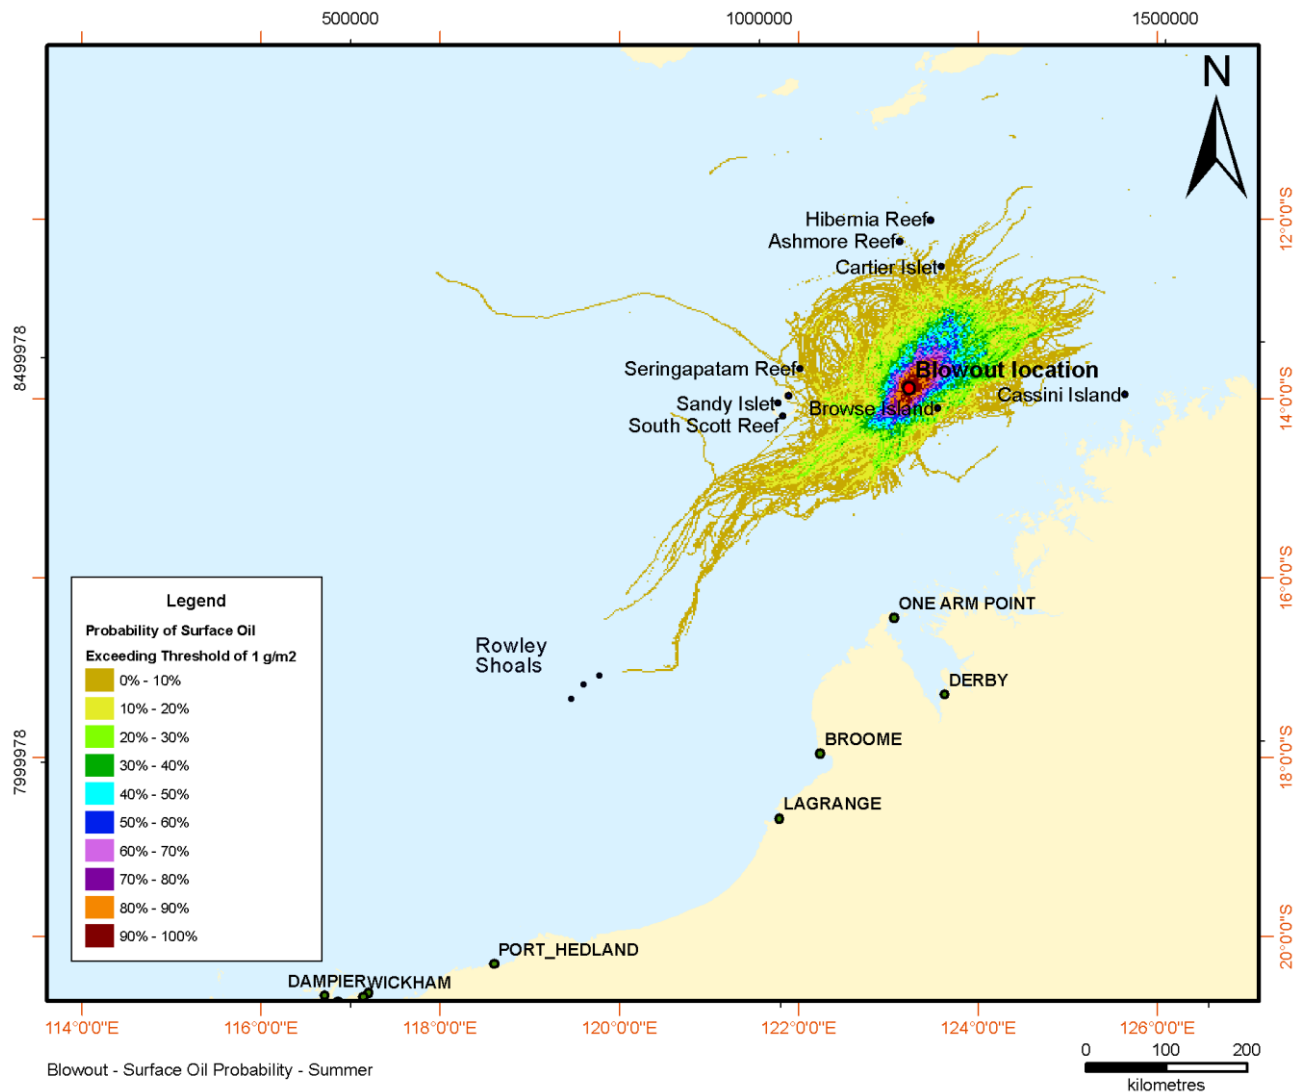 500000
1000000
1500000
N
Hibernia Reef
Ashmore Reef
Cartier Islet
12°0'0"S
8499978
Seringapatam Reef
Blowout location
Sandy Islet
Browse Island
Cassini Island
14°0'0"S
South Scott Reef
16°0'0"S
Legend
Probability of Surface Oil
Exceeding Threshold of 1 g/m2
0% - 10%
10% - 20%
20% - 30%
30% - 40%
40% - 50%
50% - 60%
60% - 70%
70% - 80%
80% - 90%
90% - 100%
ONE ARM POINT
Rowley
Shoals
DERBY
BROOME
7999978
18°0'0"S
LAGRANGE
20°0'0"S
PORT_HEDLAND
DAMPIER
WICKHAM
114°0'0"E
116°0'0"E
118°0'0"E
120°0'0"E
122°0'0"E
124°0'0"E
126°0'0"E
Blowout - Surface Oil Probability - Summer
0 100 200
kilometres